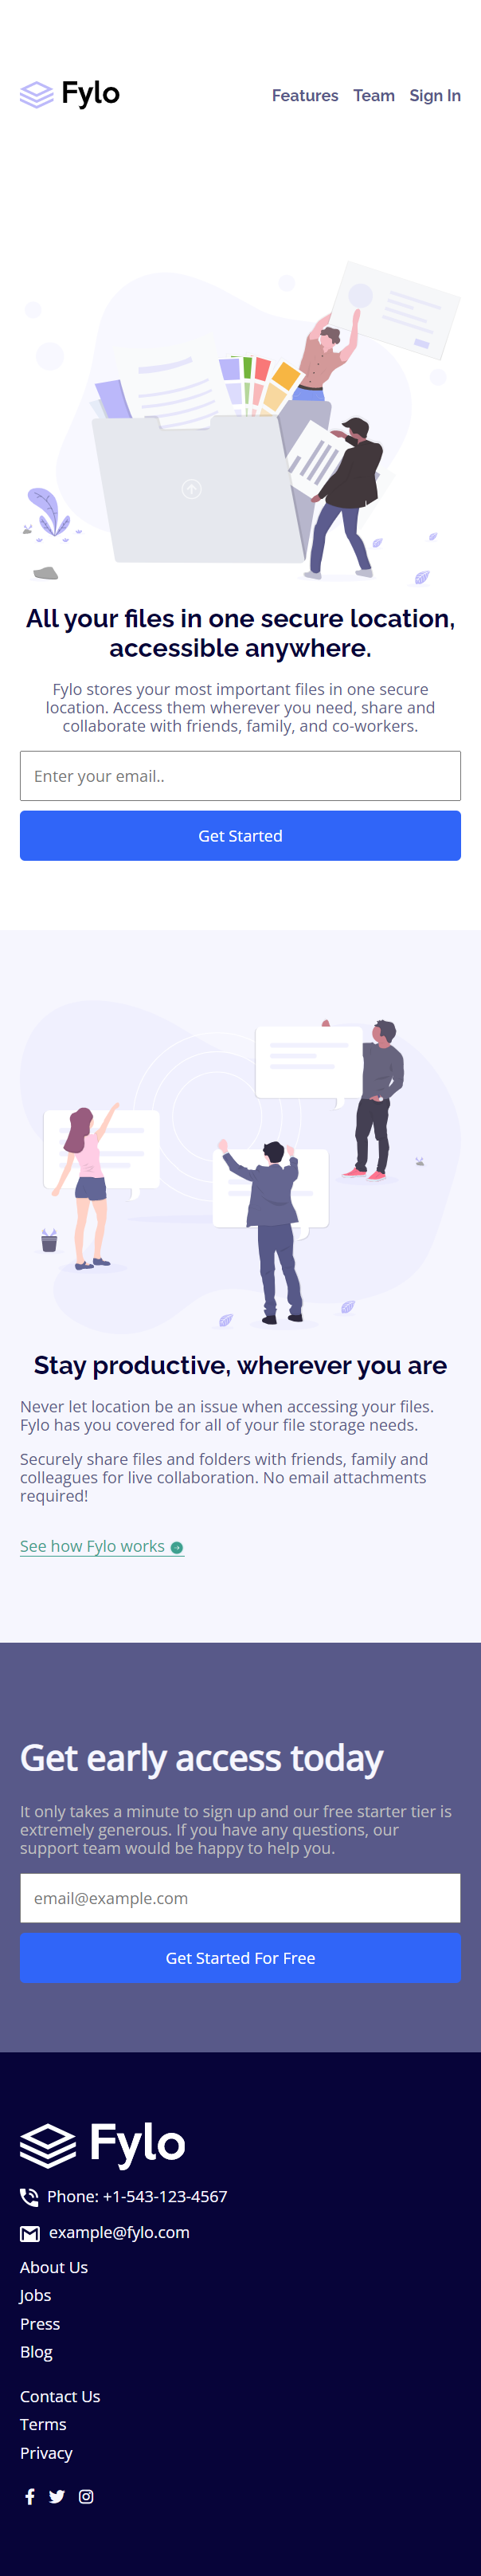 Fylo
Features Team Sign In
All your files in one secure location,
accessible anywhere.
Fylo stores your most important files in one secure
location. Access them wherever you need, share and
collaborate with friends, family, and co-workers.
Enter your email..
Get Started
Stay productive, wherever you are
Never let location be an issue when accessing your files.
Fylo has you covered for all of your file storage needs.
Securely share files and folders with friends, family and
colleagues for live collaboration. No email attachments
required!
See how Fylo works
Get early access today
It only takes a minute to sign up and our free starter tier is
extremely generous. If you have any questions, our
support team would be happy to help you.
email@example.com
Get Started For Free
Fylo
Phone: +1-543-123-4567
example@fylo.com
About Us
Jobs
Press
Blog
Contact Us
Terms
Privacy